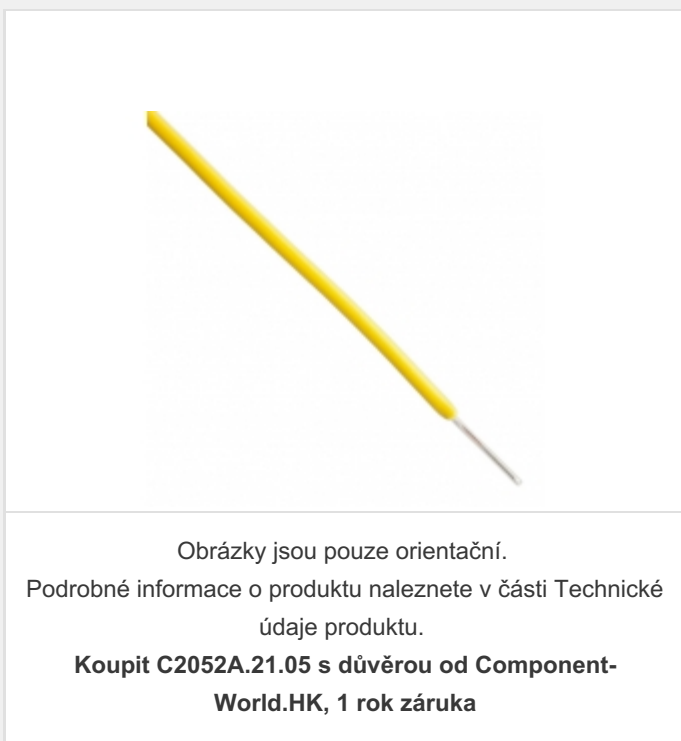 Obrázky jsou pouze orientační.
Podrobné informace o produktu naleznete v části Technické
údaje produktu.
Koupit C2052A.21.05 s důvěrou od Component-
World.HK, 1 rok záruka